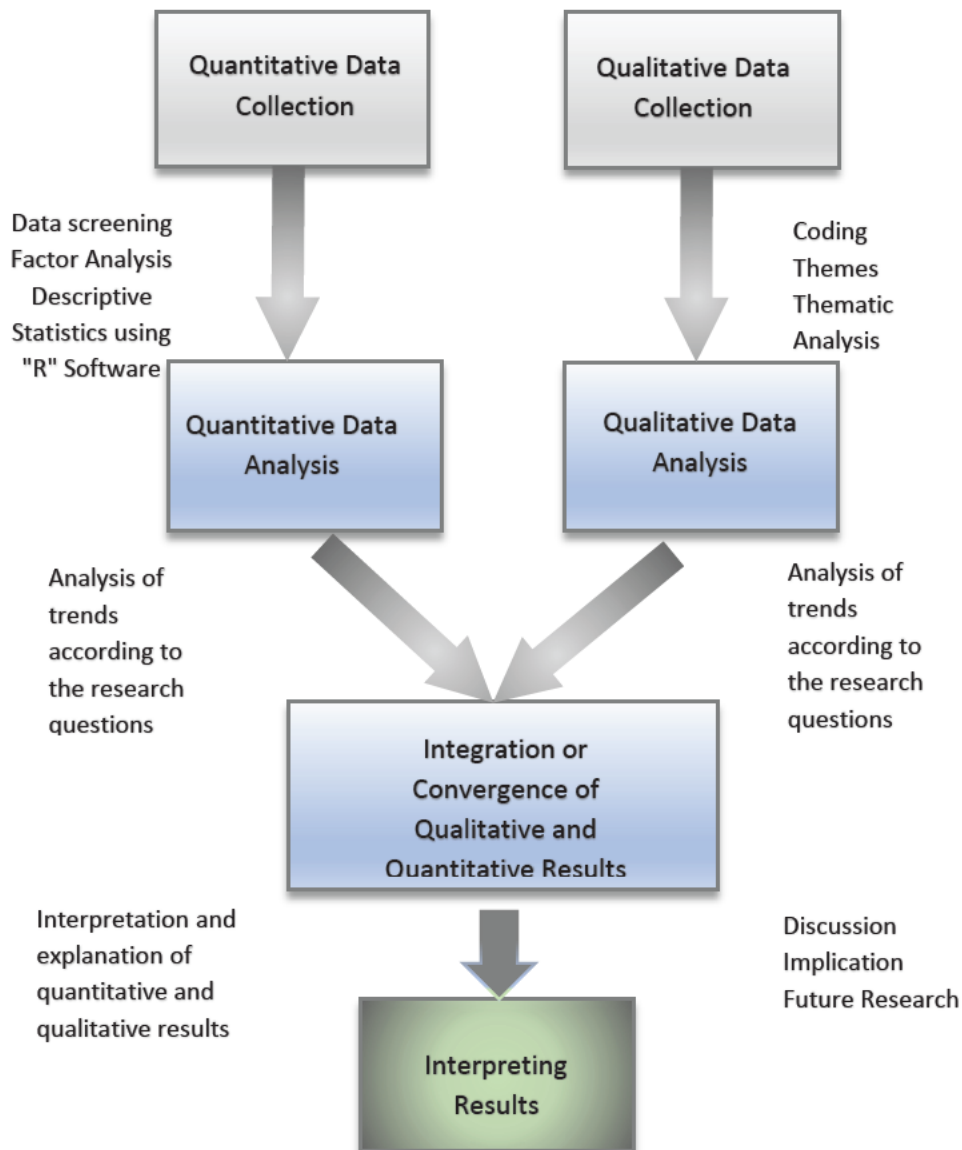 Quantitative Data
Collection
Qualitative Data
Collection
Data screening
Factor Analysis
Descriptive
Statistics using
"R" Software
Coding
Themes
Thematic
Analysis
Quantitative Data
Analysis
Qualitative Data
Analysis
Analysis of
trends
according to
the research
questions
Analysis of
trends
according to
the research
questions
Integration or
Convergence of
Qualitative and
Quantitative Results
Interpretation and
explanation of
quantitative and
qualitative results
Discussion
Implication
Future Research
Interpreting
Results